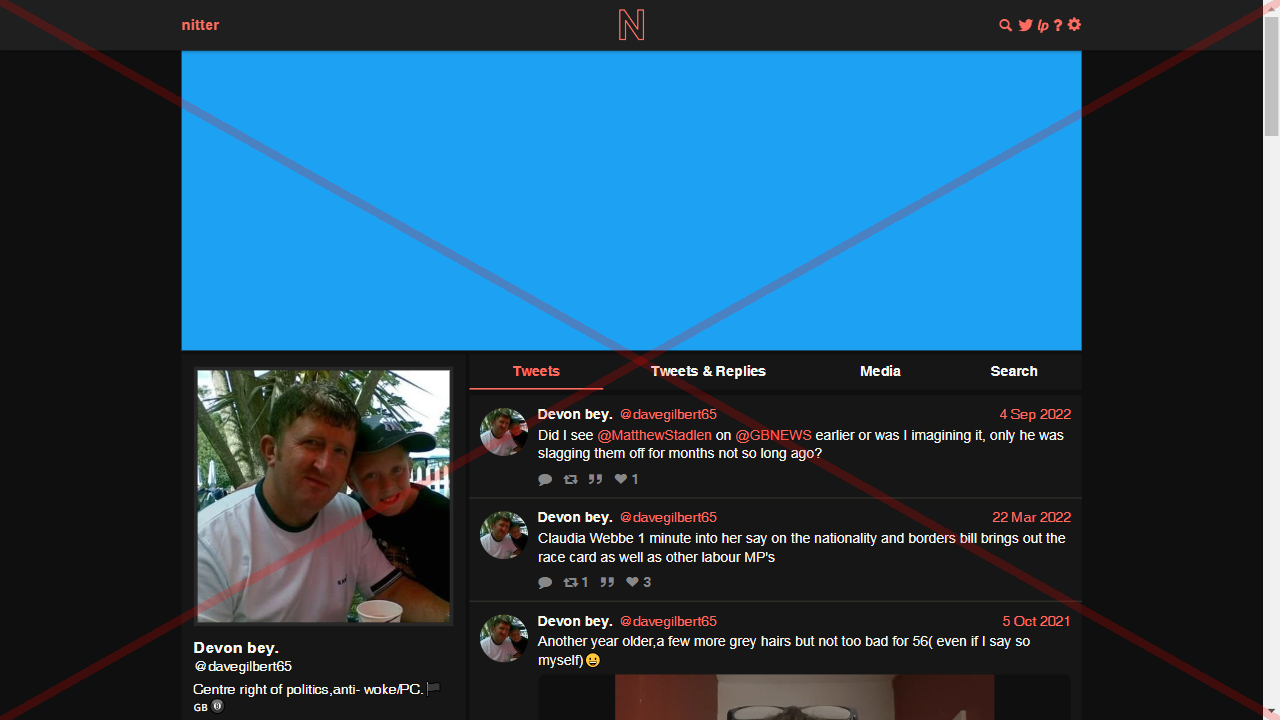 nitter
N
lp ?
Tweets
Tweets & Replies
Media
Search
Devon bey. @davegilbert65 4 Sep 2022
Did I see @MatthewStadlen on @GBNEWS earlier or was I imagining it, only he was
slagging them off for months not so long ago?
1
Devon bey. @davegilbert65 22 Mar 2022
Claudia Webbe 1 minute into her say on the nationality and borders bill brings out the
race card as well as other labour MP's
1 3
Devon bey. @davegilbert65 5 Oct 2021
Another year older,a few more grey hairs but not too bad for 56( even if I say so
myself)😀
Devon bey.
@davegilbert65
Centre right of politics,anti- woke/PC. 🏴
GB 🎱